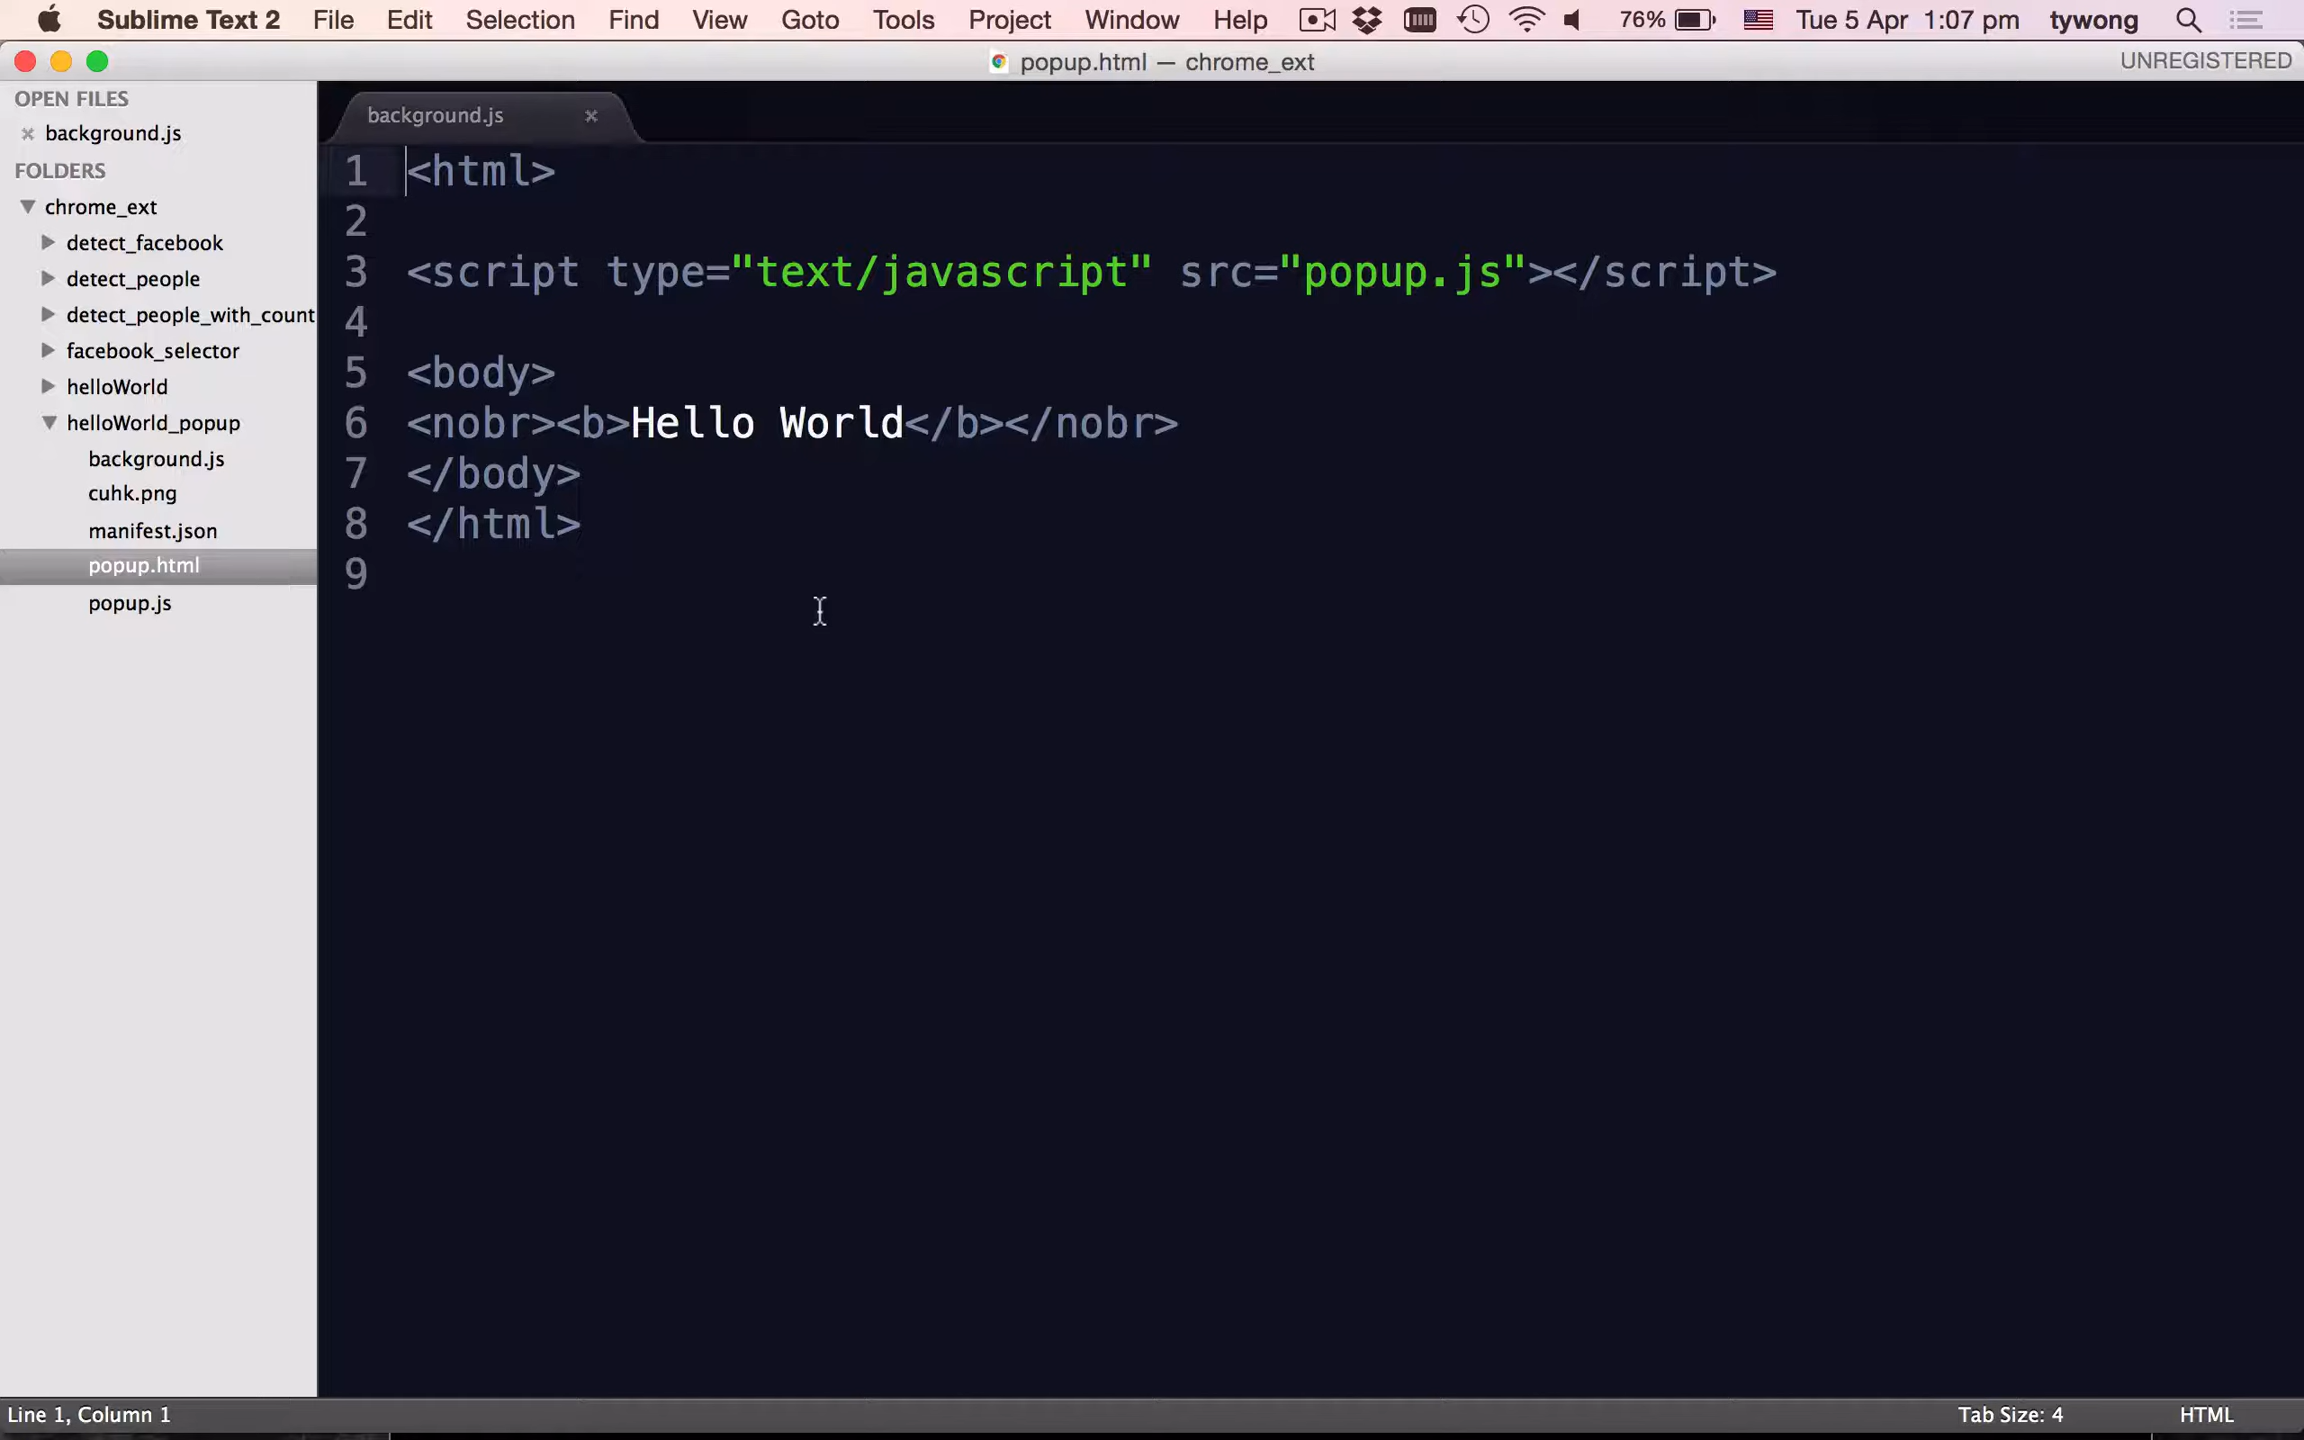 Sublime Text 2 File Edit Selection Find View Goto Tools Project Window Help 76% Tue 5 Apr 1:07 pm tywong
popup.html — chrome_ext
UNREGISTERED
OPEN FILES
background.js
FOLDERS
chrome_ext
detect_facebook
detect_people
detect_people_with_count
facebook_selector
helloWorld
helloWorld_popup
background.js
cuhk.png
manifest.json
popup.html
popup.js
background.js
1 <html>
2
3 <script type="text/javascript" src="popup.js"></script>
4
5 <body>
6 <nobr><b>Hello World</b></nobr>
7 </body>
8 </html>
9
Line 1, Column 1
Tab Size: 4
HTML